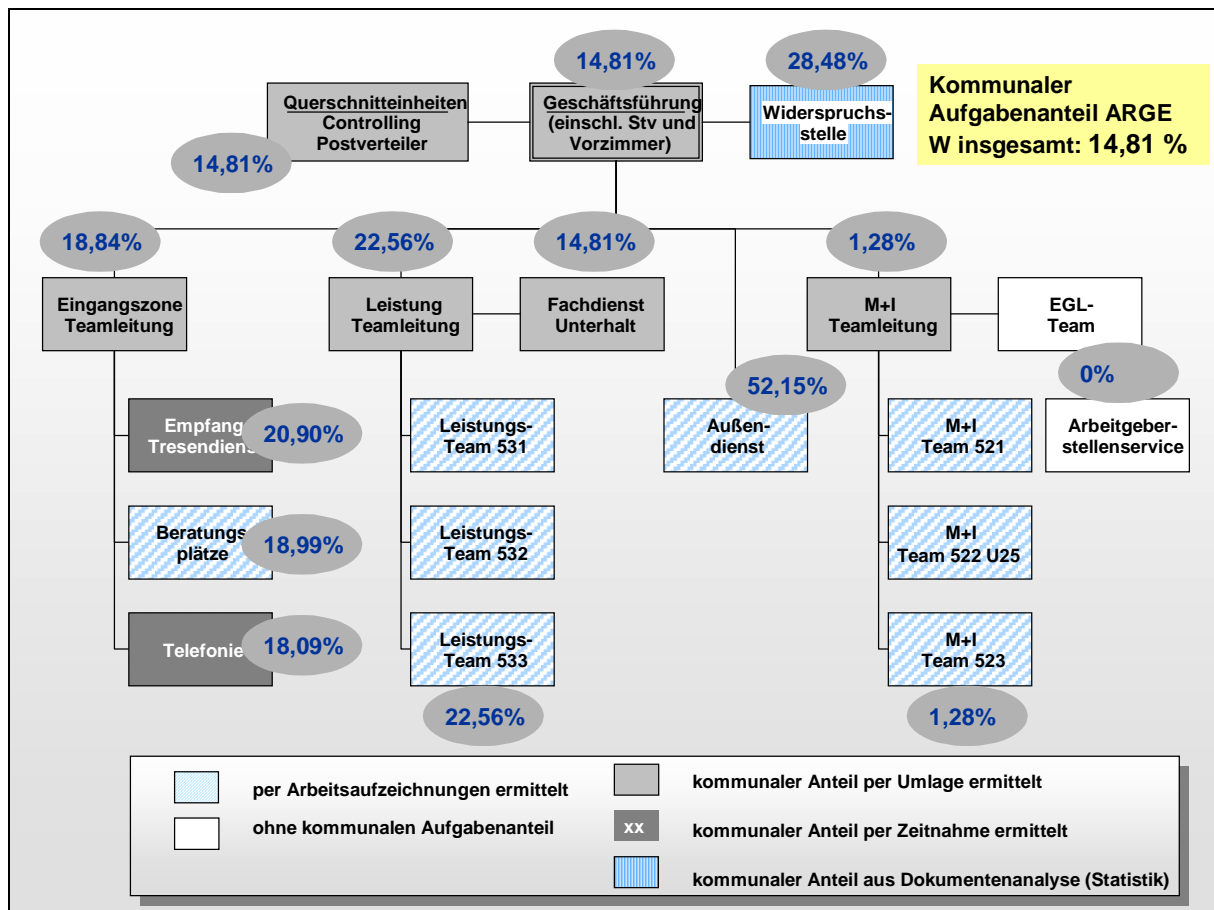 14,81%
28,48%
Kommunaler
Aufgabenanteil ARGE
W insgesamt: 14,81 %
Querschnitteinheiten
Controlling
Postverteiler
14,81%
Geschäftsführung
(einschl. Stv und
Vorzimmer)
Widerspruchs-
stelle
18,84%
22,56%
14,81%
1,28%
Eingangszone
Teamleitung
Leistung
Teamleitung
Fachdienst
Unterhalt
M+I
Teamleitung
EGL-
Team
52,15%
0%
Empfang
Tresendiens
20,90%
Leistungs-
Team 531
Außen-
dienst
M+I
Team 521
Arbeitgeber-
stellenservice
Beratungs
plätze
18,99%
Leistungs-
Team 532
M+I
Team 522 U25
Telefonie
18,09%
Leistungs-
Team 533
M+I
Team 523
22,56%
1,28%
per Arbeitsaufzeichnungen ermittelt
ohne kommunalen Aufgabenanteil
kommunaler Anteil per Umlage ermittelt
xx
kommunaler Anteil per Zeitnahme ermittelt
kommunaler Anteil aus Dokumentenanalyse (Statistik)